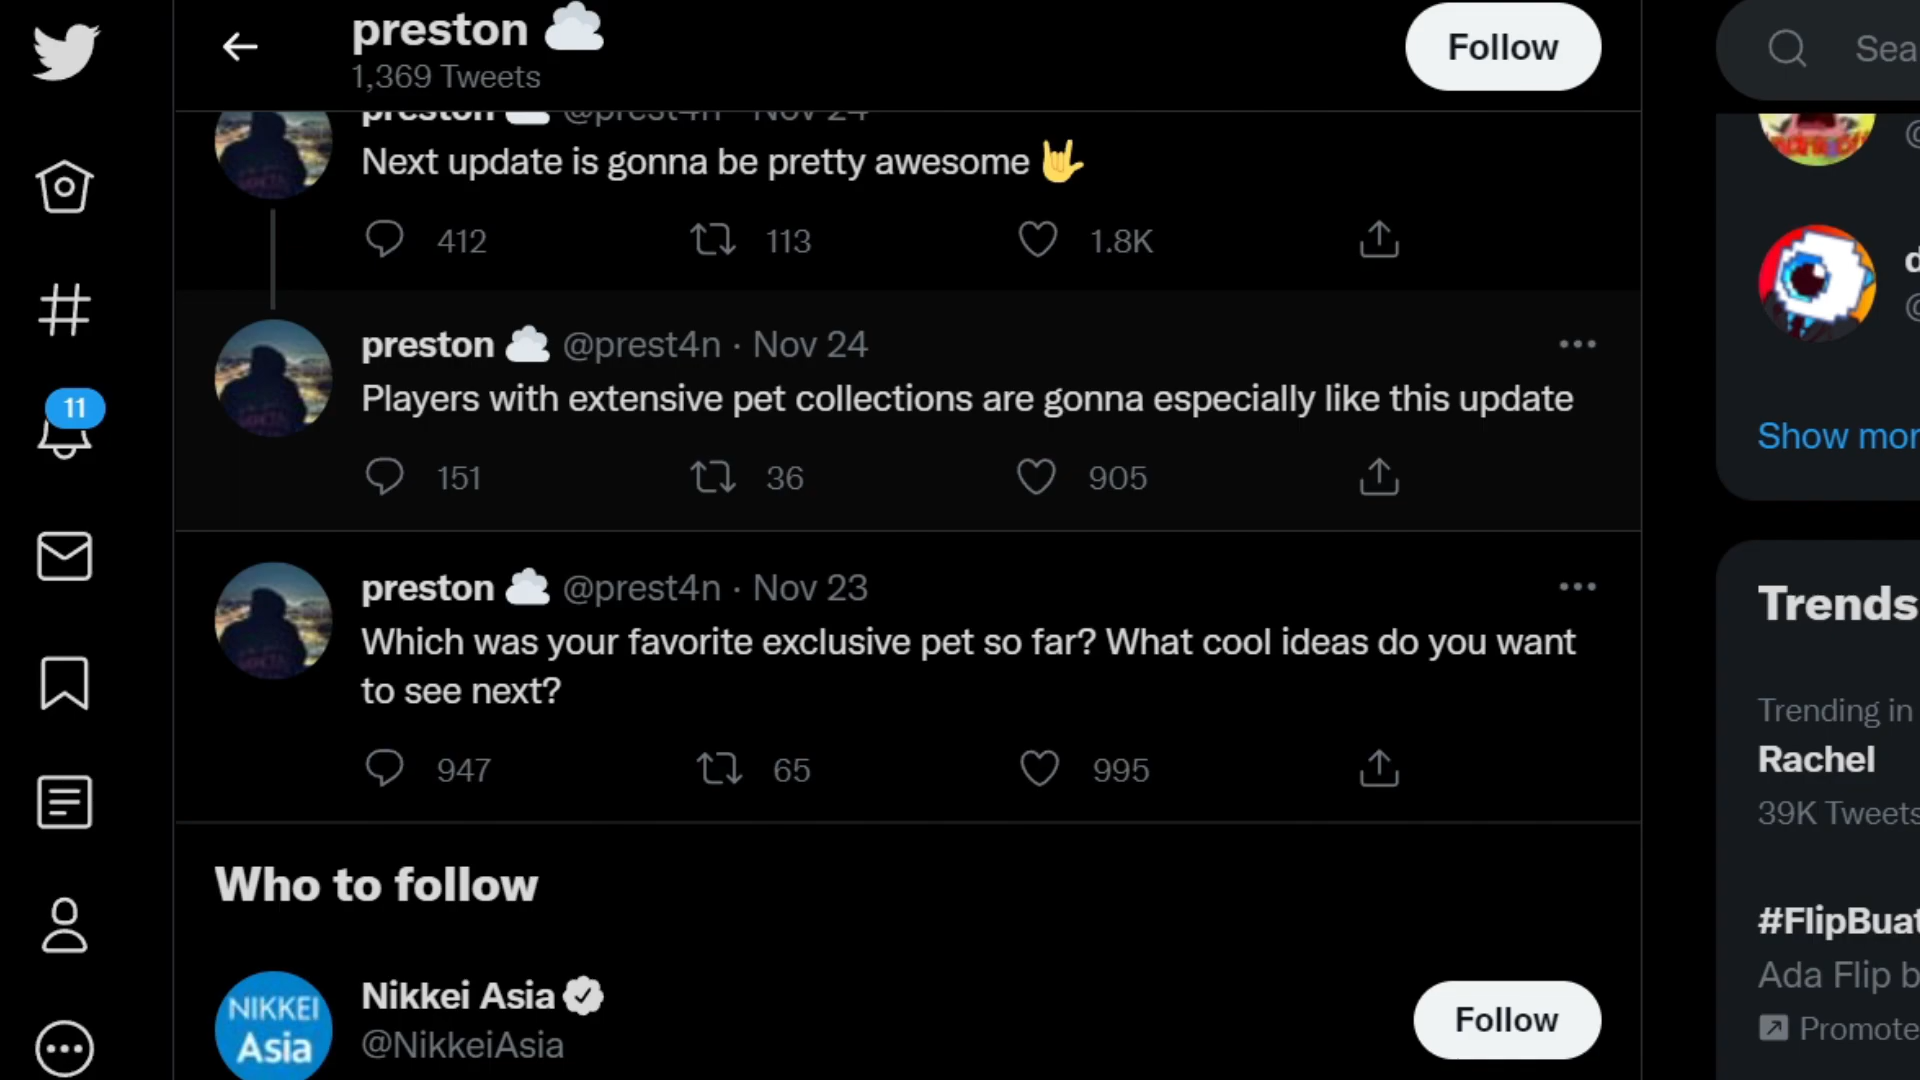 preston
1,369 Tweets
Follow
Sea
preston @prest4n · Nov 24
Next update is gonna be pretty awesome
412 113 1.8K
preston @prest4n · Nov 24
Players with extensive pet collections are gonna especially like this update
151 36 905
preston @prest4n · Nov 23
Which was your favorite exclusive pet so far? What cool ideas do you want
to see next?
947 65 995
Who to follow
NIKKEI
Asia
Nikkei Asia
@NikkeiAsia
Follow
11
@
d
@
Show mor
Trends
Trending in
Rachel
39K Tweets
#FlipBuat
Ada Flip b
Promote